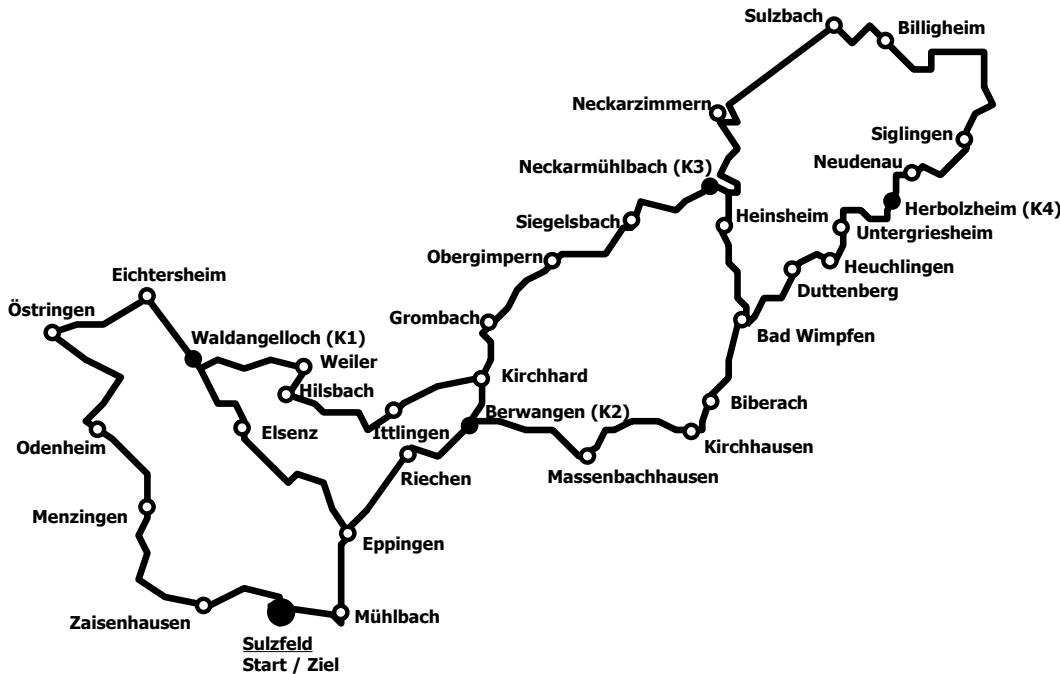 Sulzbach
Billigheim
Neckarzimmern
Siglingen
Neckarmühlbach (K3)
Neudenau
Herbolzheim (K4)
Siegelsbach
Heinsheim
Untergriesheim
Obergimpern
Heuchlingen
Eichtersheim
Duttenberg
Östringen
Grombach
Bad Wimpfen
Waldangelloch (K1)
Weiler
Kirchhard
Hilsbach
Biberach
Berwangen (K2)
Elsenz
Ittlingen
Odenheim
Kirchhausen
Riechen
Massenbachhausen
Menzingen
Eppingen
Zaisenhausen
Mühlbach
Sulzfeld
Start / Ziel